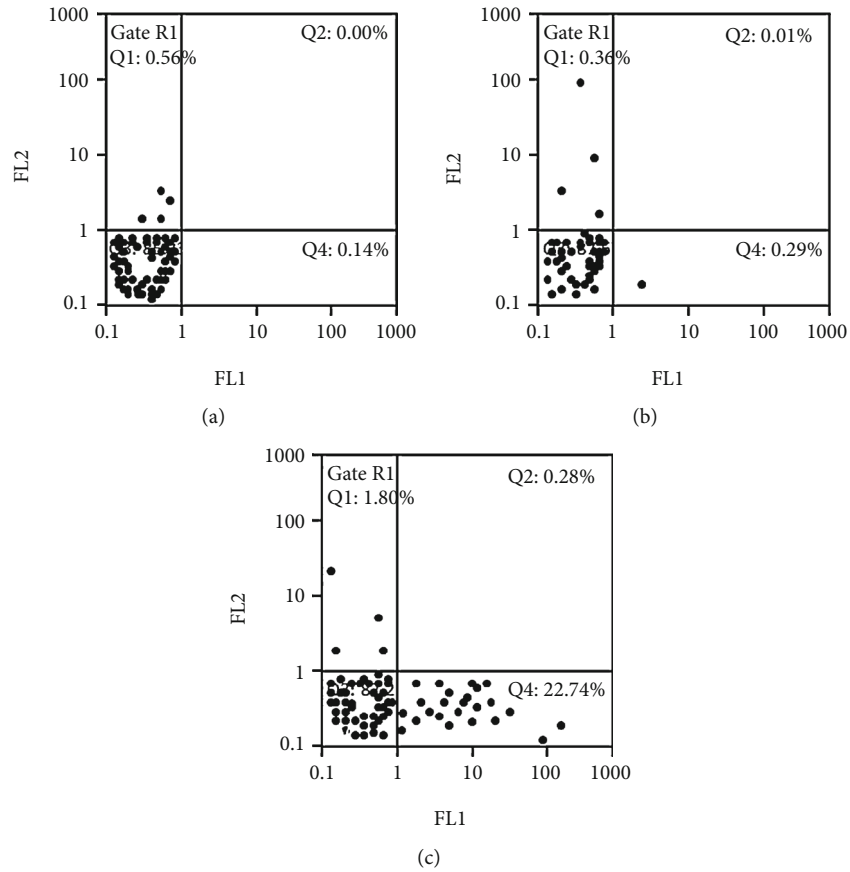 Gate R1
Q1: 0.56%
Q2: 0.00%
Q4: 0.14%
1000
100
10
1
0.1
FL2
0.1 1 10 100 1000
FL1
(a)
Gate R1
Q1: 0.36%
Q2: 0.01%
Q4: 0.29%
1000
100
10
1
0.1
FL2
0.1 1 10 100 1000
FL1
(b)
Gate R1
Q1: 1.80%
Q2: 0.28%
Q4: 22.74%
1000
100
10
1
0.1
FL2
0.1 1 10 100 1000
FL1
(c)